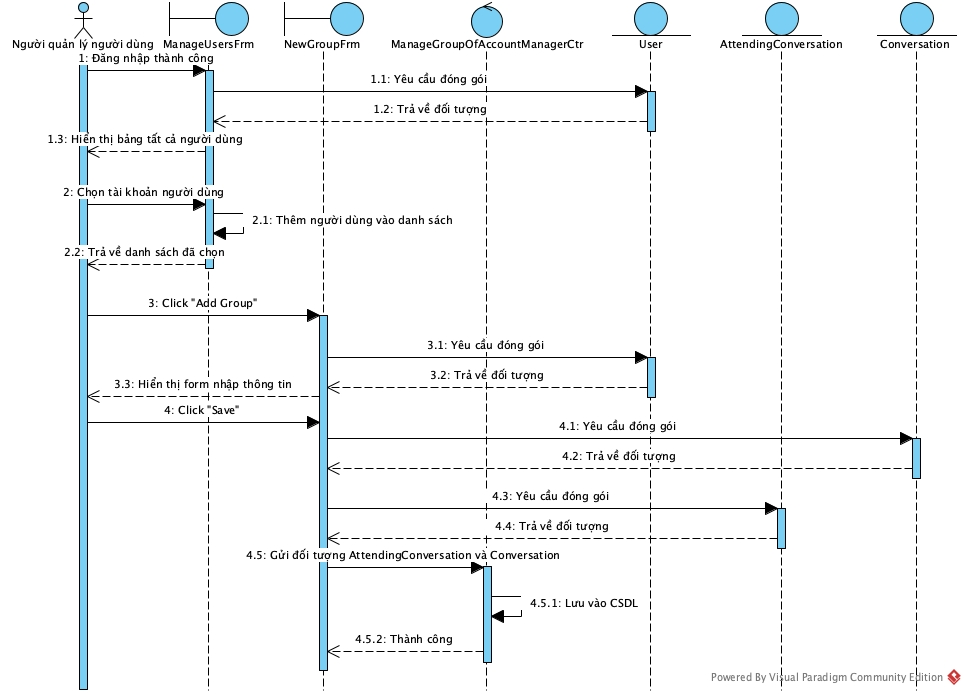 Người quản lý người dùng
ManageUsersFrm
NewGroupFrm
ManageGroupOfAccountManagerCtr
User
AttendingConversation
Conversation
1: Đăng nhập thành công
1.1: Yêu cầu đóng gói
1.2: Trả về đối tượng
1.3: Hiển thị bảng tất cả người dùng
2: Chọn tài khoản người dùng
2.1: Thêm người dùng vào danh sách
2.2: Trả về danh sách đã chọn
3: Click "Add Group"
3.1: Yêu cầu đóng gói
3.2: Trả về đối tượng
3.3: Hiển thị form nhập thông tin
4: Click "Save"
4.1: Yêu cầu đóng gói
4.2: Trả về đối tượng
4.3: Yêu cầu đóng gói
4.4: Trả về đối tượng
4.5: Gửi đối tượng AttendingConversation và Conversation
4.5.1: Lưu vào CSDL
4.5.2: Thành công
Powered By Visual Paradigm Community Edition